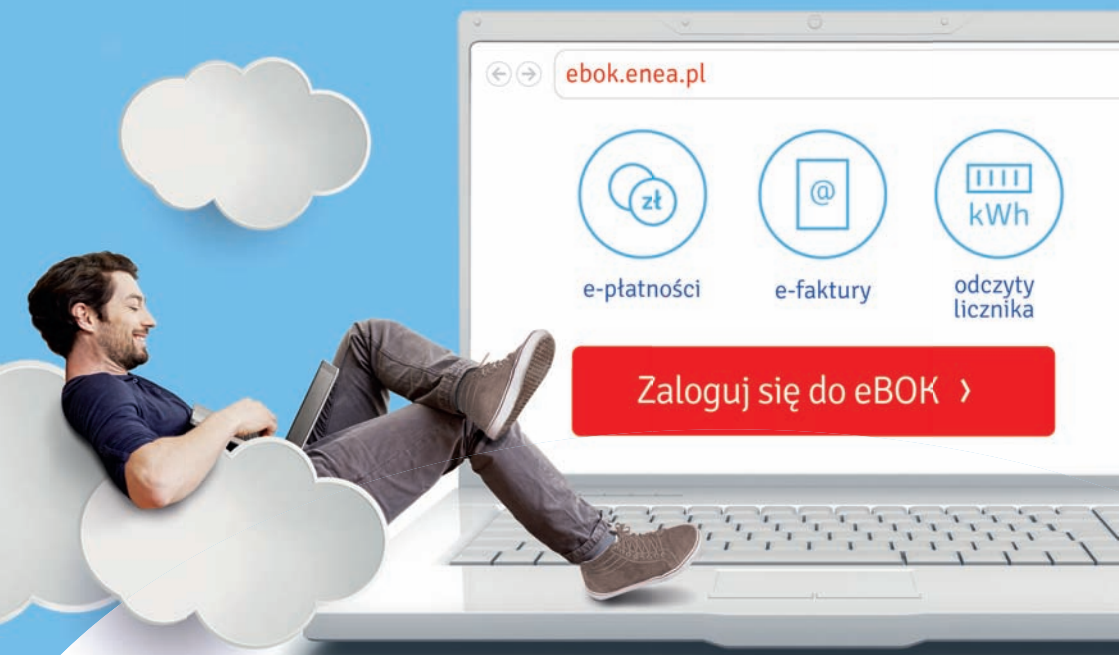 ebok.enea.pl
zł
@
kWh
e-płatności
e-faktury
odczyty
licznika
Zaloguj się do eBOK ›